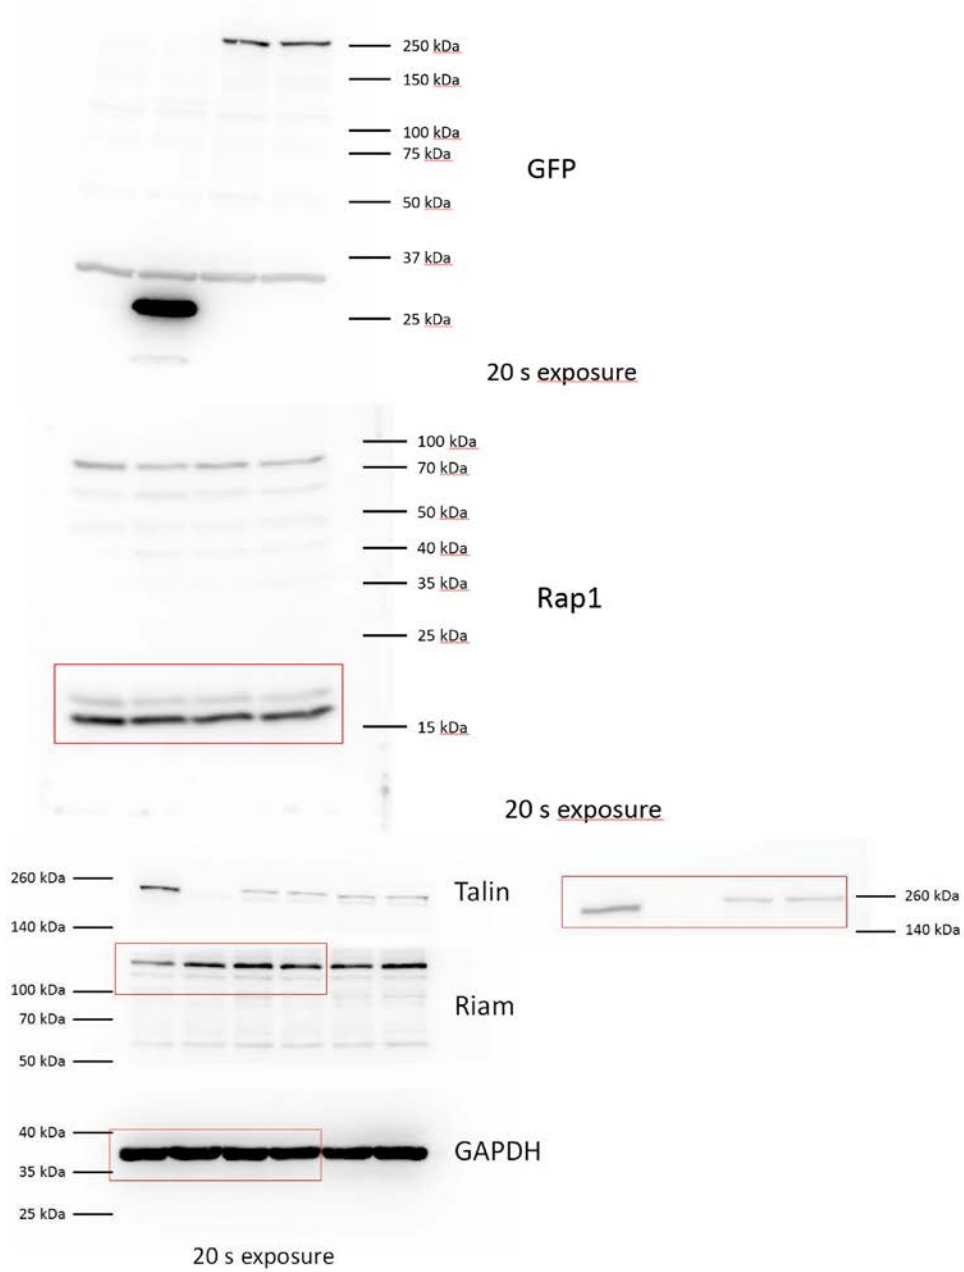 250 kDa
150 kDa
100 kDa
75 kDa
GFP
50 kDa
37 kDa
25 kDa
20 s exposure
100 kDa
70 kDa
50 kDa
40 kDa
35 kDa
Rap1
25 kDa
15 kDa
20 s exposure
260 kDa
Talin
260 kDa
140 kDa
140 kDa
100 kDa
Riam
70 kDa
50 kDa
40 kDa
GAPDH
35 kDa
25 kDa
20 s exposure